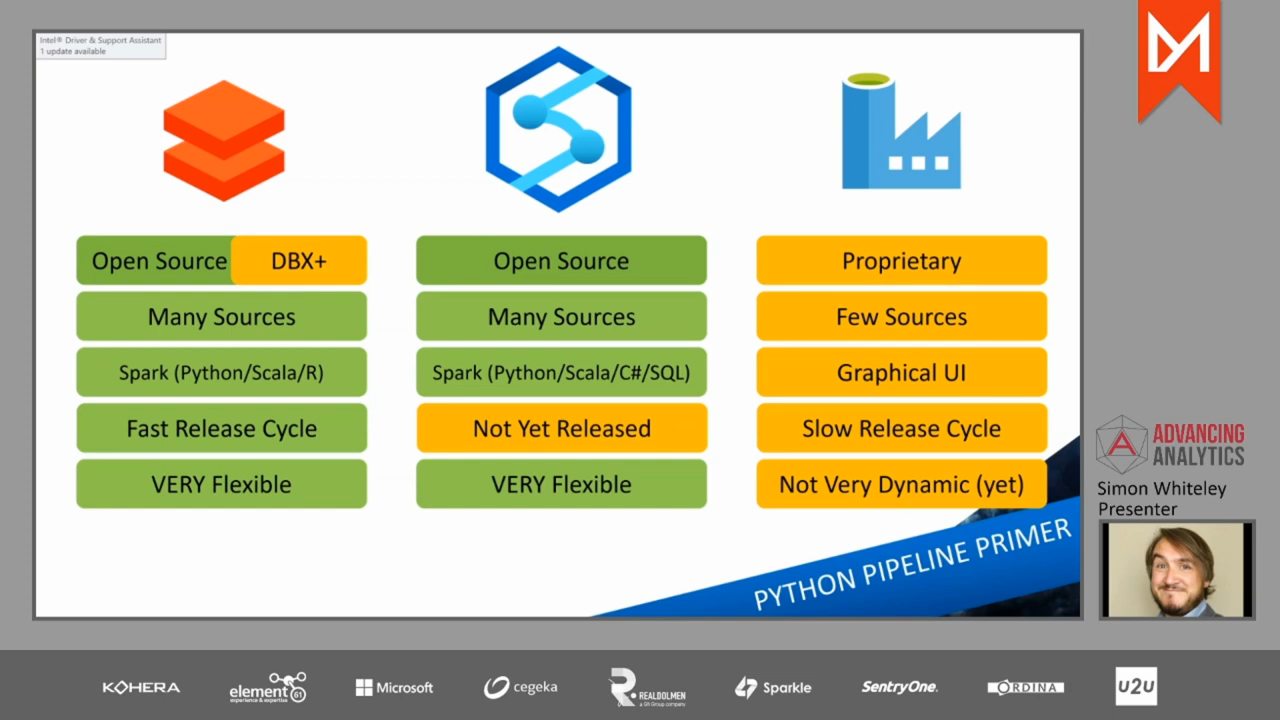 Intel® Driver & Support Assistant
1 update available
Open Source
DBX+
Many Sources
Spark (Python/Scala/R)
Fast Release Cycle
VERY Flexible
Open Source
Many Sources
Spark (Python/Scala/C#/SQL)
Not Yet Released
VERY Flexible
Proprietary
Few Sources
Graphical UI
Slow Release Cycle
Not Very Dynamic (yet)
PYTHON PIPELINE PRIMER
ADVANCING
ANALYTICS
Simon Whiteley
Presenter
KOHERA
element 61
experience & expertise
Microsoft
cegeka
REALDOLMEN
a Gfi Group company
Sparkle
SentryOne.
ORDINA
U2U